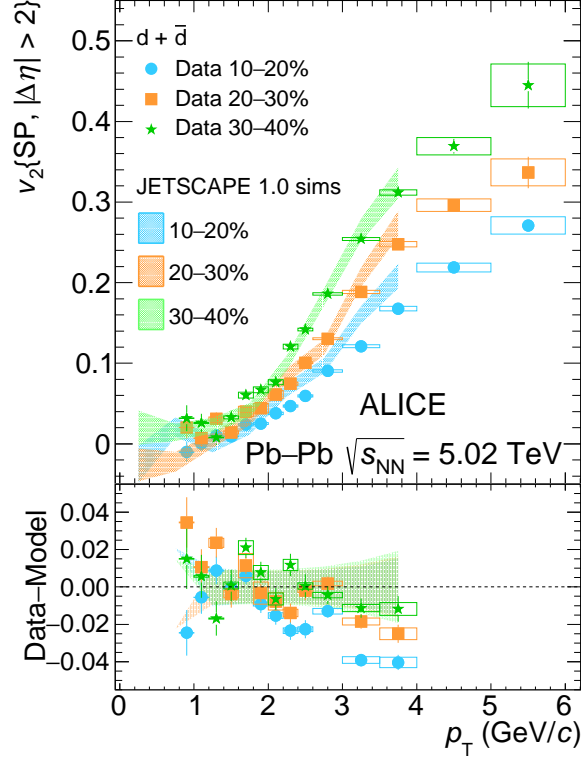 v₂{SP, |Δη| > 2}
0.5
0.4
0.3
0.2
0.1
0
d + d̄
Data 10–20%
Data 20–30%
Data 30–40%
JETSCAPE 1.0 sims
10–20%
20–30%
30–40%
ALICE
Pb–Pb √s_NN = 5.02 TeV
Data–Model
0.04
0.02
0.00
−0.02
−0.04
0 1 2 3 4 5 6
p_T (GeV/c)